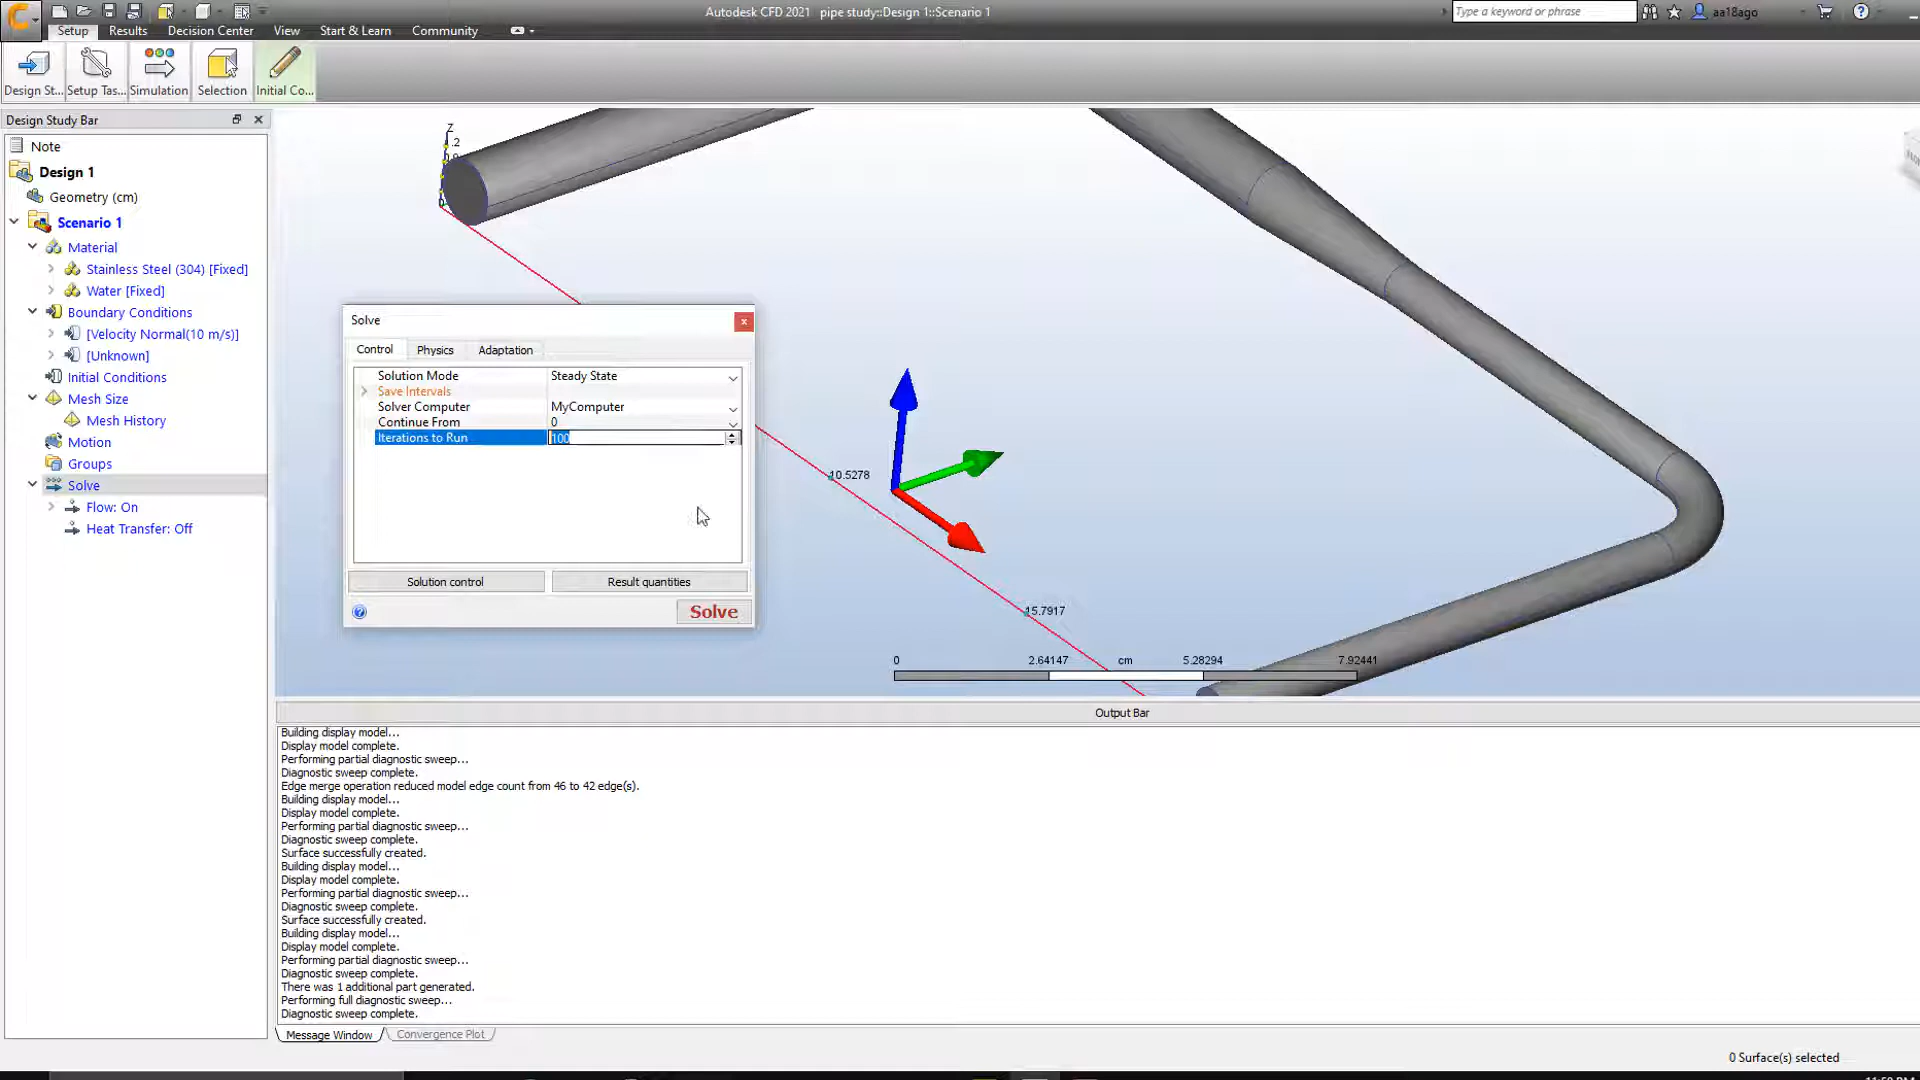 Autodesk CFD 2021 pipe study::Design 1::Scenario 1
Type a keyword or phrase
aa18ago
Setup Results Decision Center View Start & Learn Community
Design St... Setup Tas... Simulation Selection Initial Co...
Design Study Bar
Note
Design 1
Geometry (cm)
Scenario 1
Material
Stainless Steel (304) [Fixed]
Water [Fixed]
Boundary Conditions
[Velocity Normal(10 m/s)]
[Unknown]
Initial Conditions
Mesh Size
Mesh History
Motion
Groups
Solve
Flow: On
Heat Transfer: Off
Z
.2
0
Solve
Control Physics Adaptation
Solution Mode Steady State
Save Intervals
Solver Computer MyComputer
Continue From 0
Iterations to Run 100
Solution control Result quantities
Solve
10.5278
15.7917
0 2.64147 cm 5.28294 7.92441
Output Bar
Building display model...
Display model complete.
Performing partial diagnostic sweep...
Diagnostic sweep complete.
Edge merge operation reduced model edge count from 46 to 42 edge(s).
Building display model...
Display model complete.
Performing partial diagnostic sweep...
Diagnostic sweep complete.
Surface successfully created.
Building display model...
Display model complete.
Performing partial diagnostic sweep...
Diagnostic sweep complete.
Surface successfully created.
Building display model...
Display model complete.
Performing partial diagnostic sweep...
Diagnostic sweep complete.
There was 1 additional part generated.
Performing full diagnostic sweep...
Diagnostic sweep complete.
Message Window Convergence Plot
0 Surface(s) selected